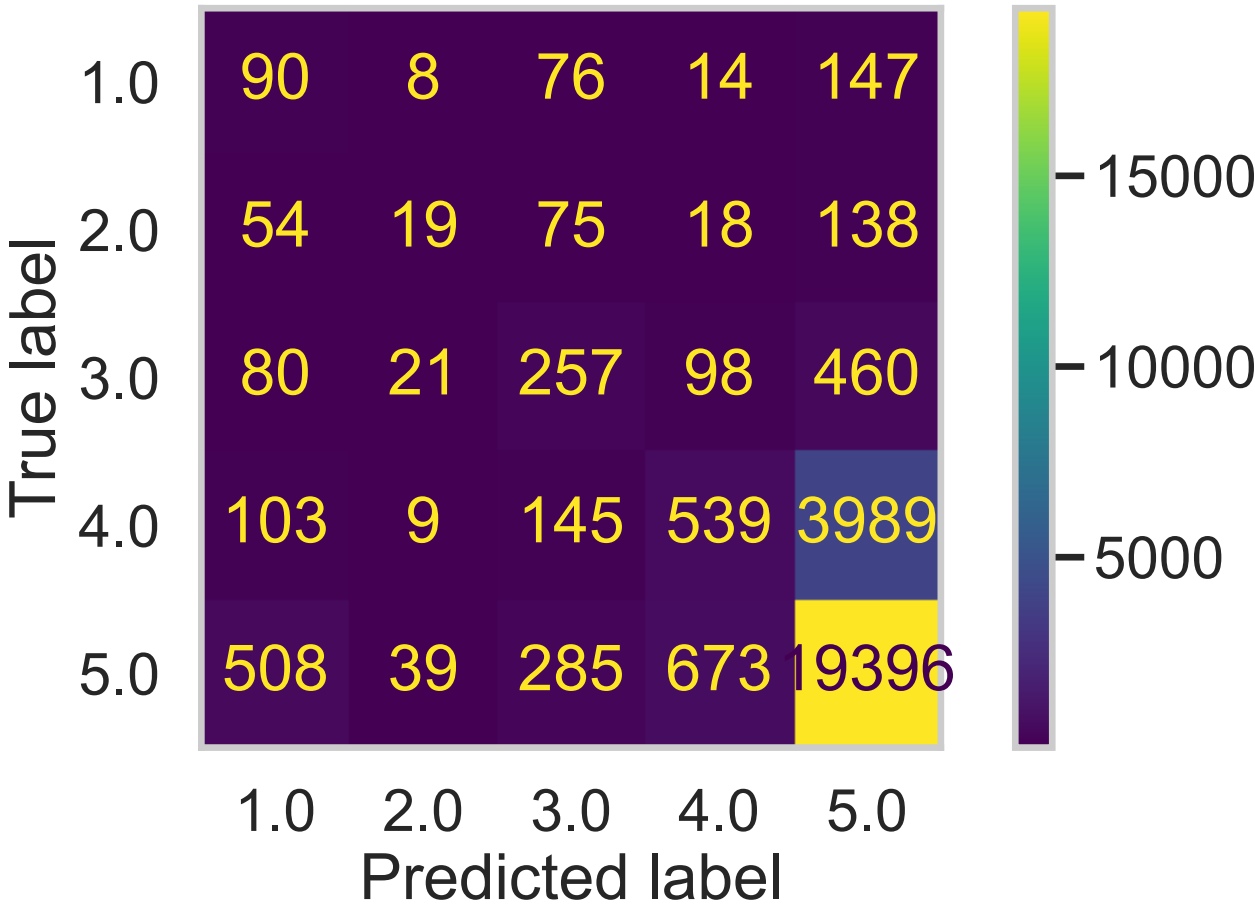 True label
1.0 90 8 76 14 147
2.0 54 19 75 18 138
3.0 80 21 257 98 460
4.0 103 9 145 539 3989
5.0 508 39 285 673 19396
1.0 2.0 3.0 4.0 5.0
Predicted label
15000
10000
5000